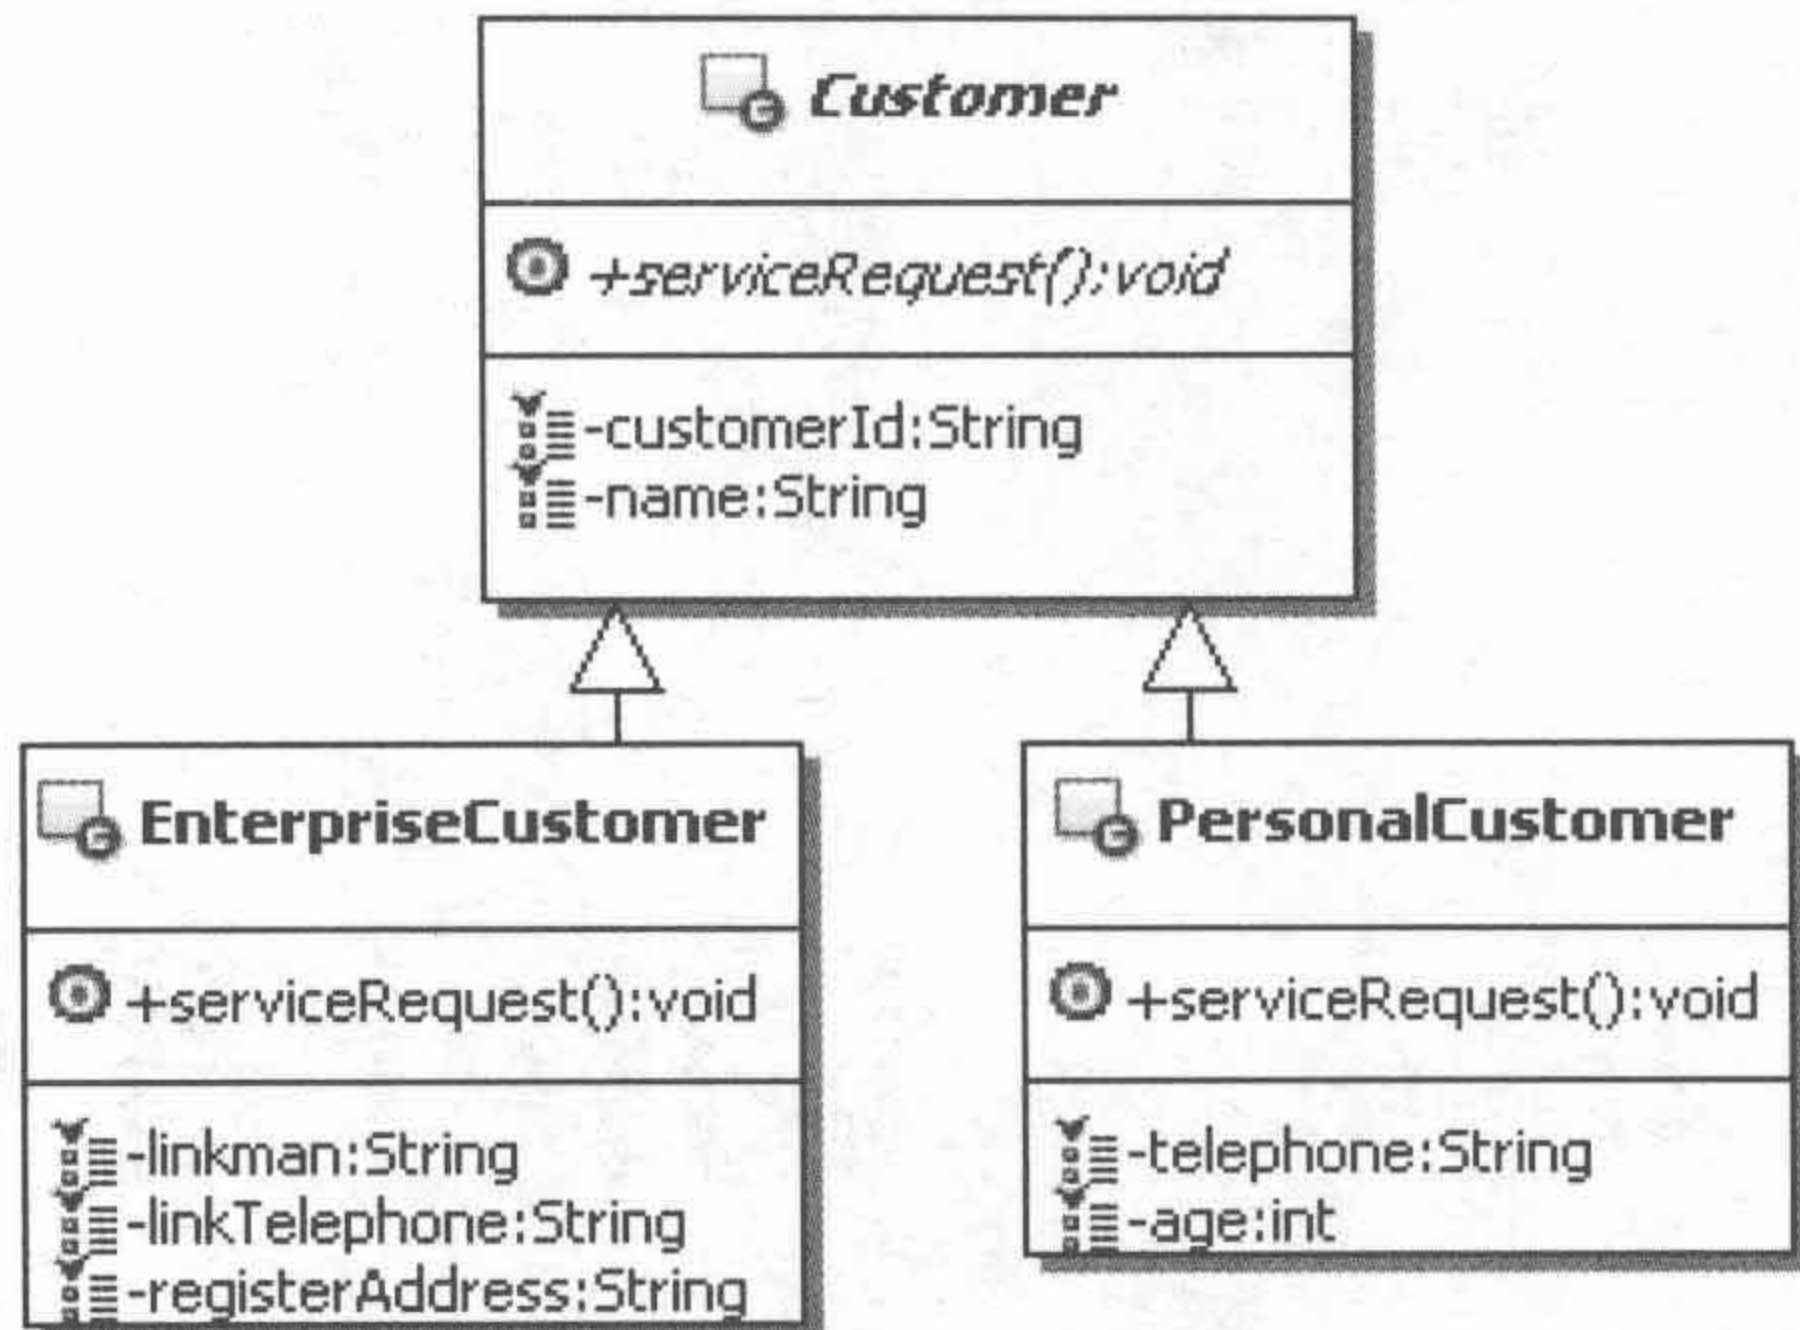 Customer
+serviceRequest():void
-customerId:String
-name:String
EnterpriseCustomer
+serviceRequest():void
-linkman:String
-linkTelephone:String
-registerAddress:String
PersonalCustomer
+serviceRequest():void
-telephone:String
-age:int